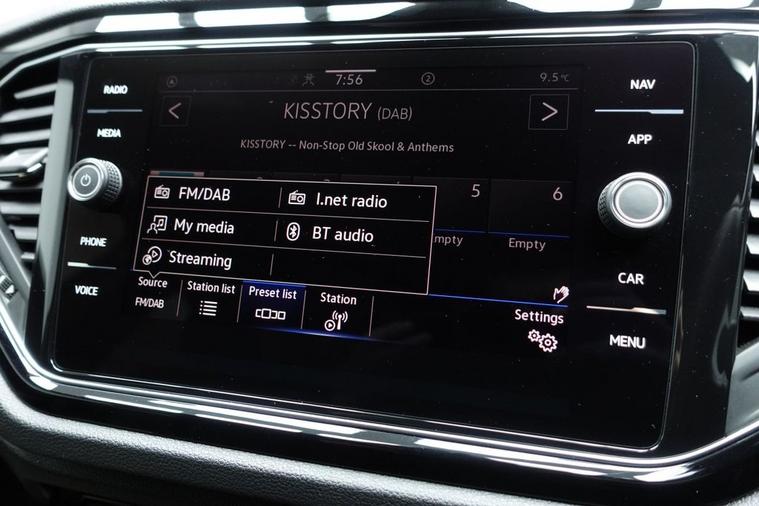 RADIO
MEDIA
PHONE
VOICE
7:56
2
9.5 °C
KISSTORY (DAB)
KISSTORY -- Non-Stop Old Skool & Anthems
5
6
mpty
Empty
FM/DAB
I.net radio
My media
BT audio
Streaming
Source
FM/DAB
Station list
Preset list
Station
Settings
NAV
APP
CAR
MENU